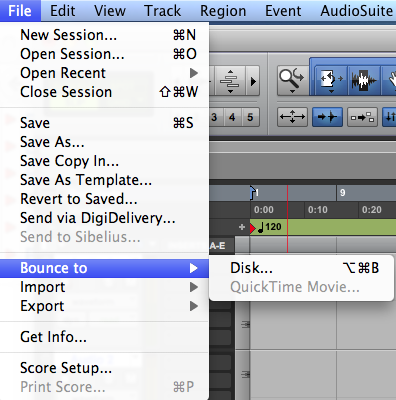 File Edit View Track Region Event AudioSuite
New Session... ⌘N
Open Session... ⌘O
Open Recent
Close Session ⇧⌘W
Save ⌘S
Save As...
Save Copy In...
Save As Template...
Revert to Saved...
Send via DigiDelivery...
Send to Sibelius...
Bounce to
Import
Export
Get Info...
Score Setup...
Print Score... ⌘P
Disk... ⌥⌘B
QuickTime Movie...
3 4 5
1 9
0:00 0:10 0:20
120
A-E